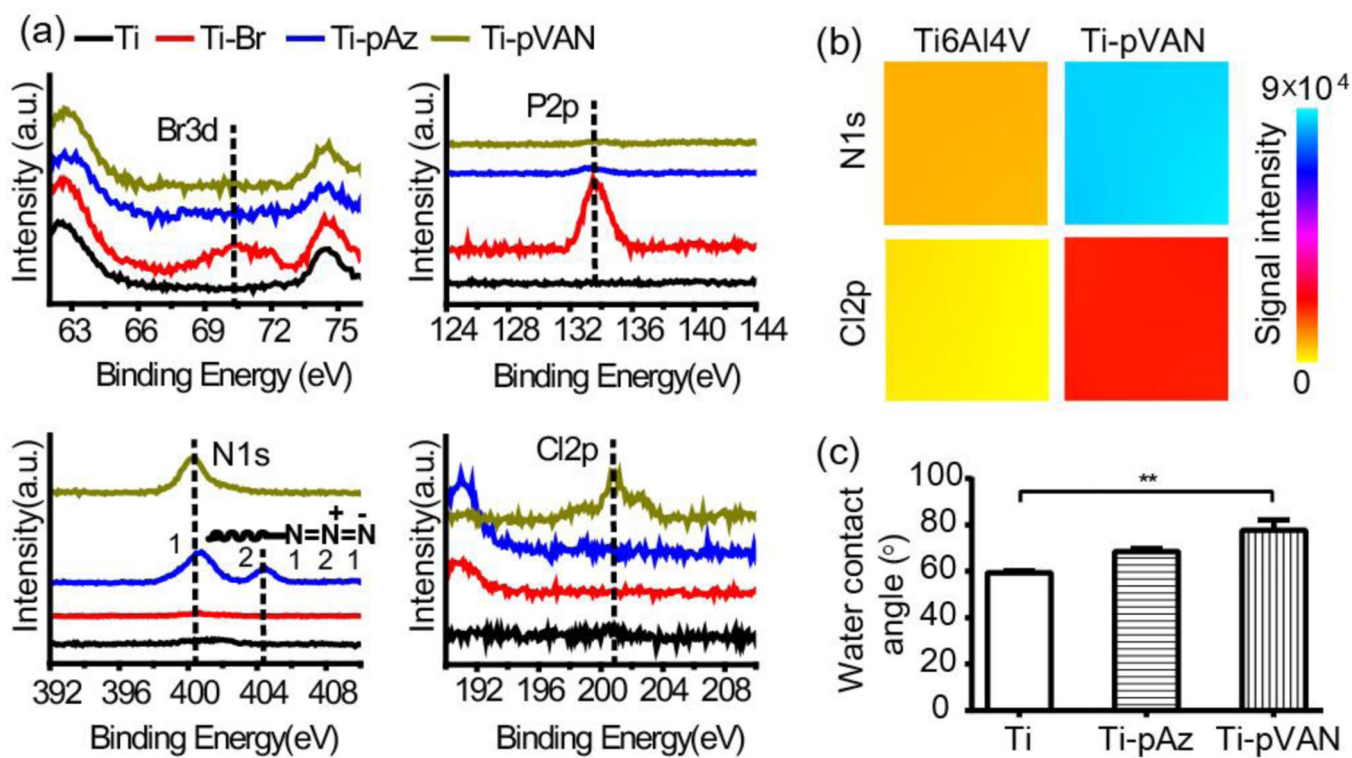 (a) Ti Ti-Br Ti-pAz Ti-pVAN
Br3d
Intensity (a.u.)
63 66 69 72 75
Binding Energy (eV)
P2p
Intensity (a.u.)
124 128 132 136 140 144
Binding Energy(eV)
N1s
N=N=N
+ -
1 2 1 2 1
Intensity(a.u.)
392 396 400 404 408
Binding Energy(eV)
Cl2p
Intensity(a.u.)
192 196 200 204 208
Binding Energy(eV)
(b)
Ti6Al4V Ti-pVAN
N1s
Cl2p
9×10⁴
Signal intensity
0
(c)
Water contact
angle (°)
100
80
60
40
20
0
**
Ti Ti-pAz Ti-pVAN